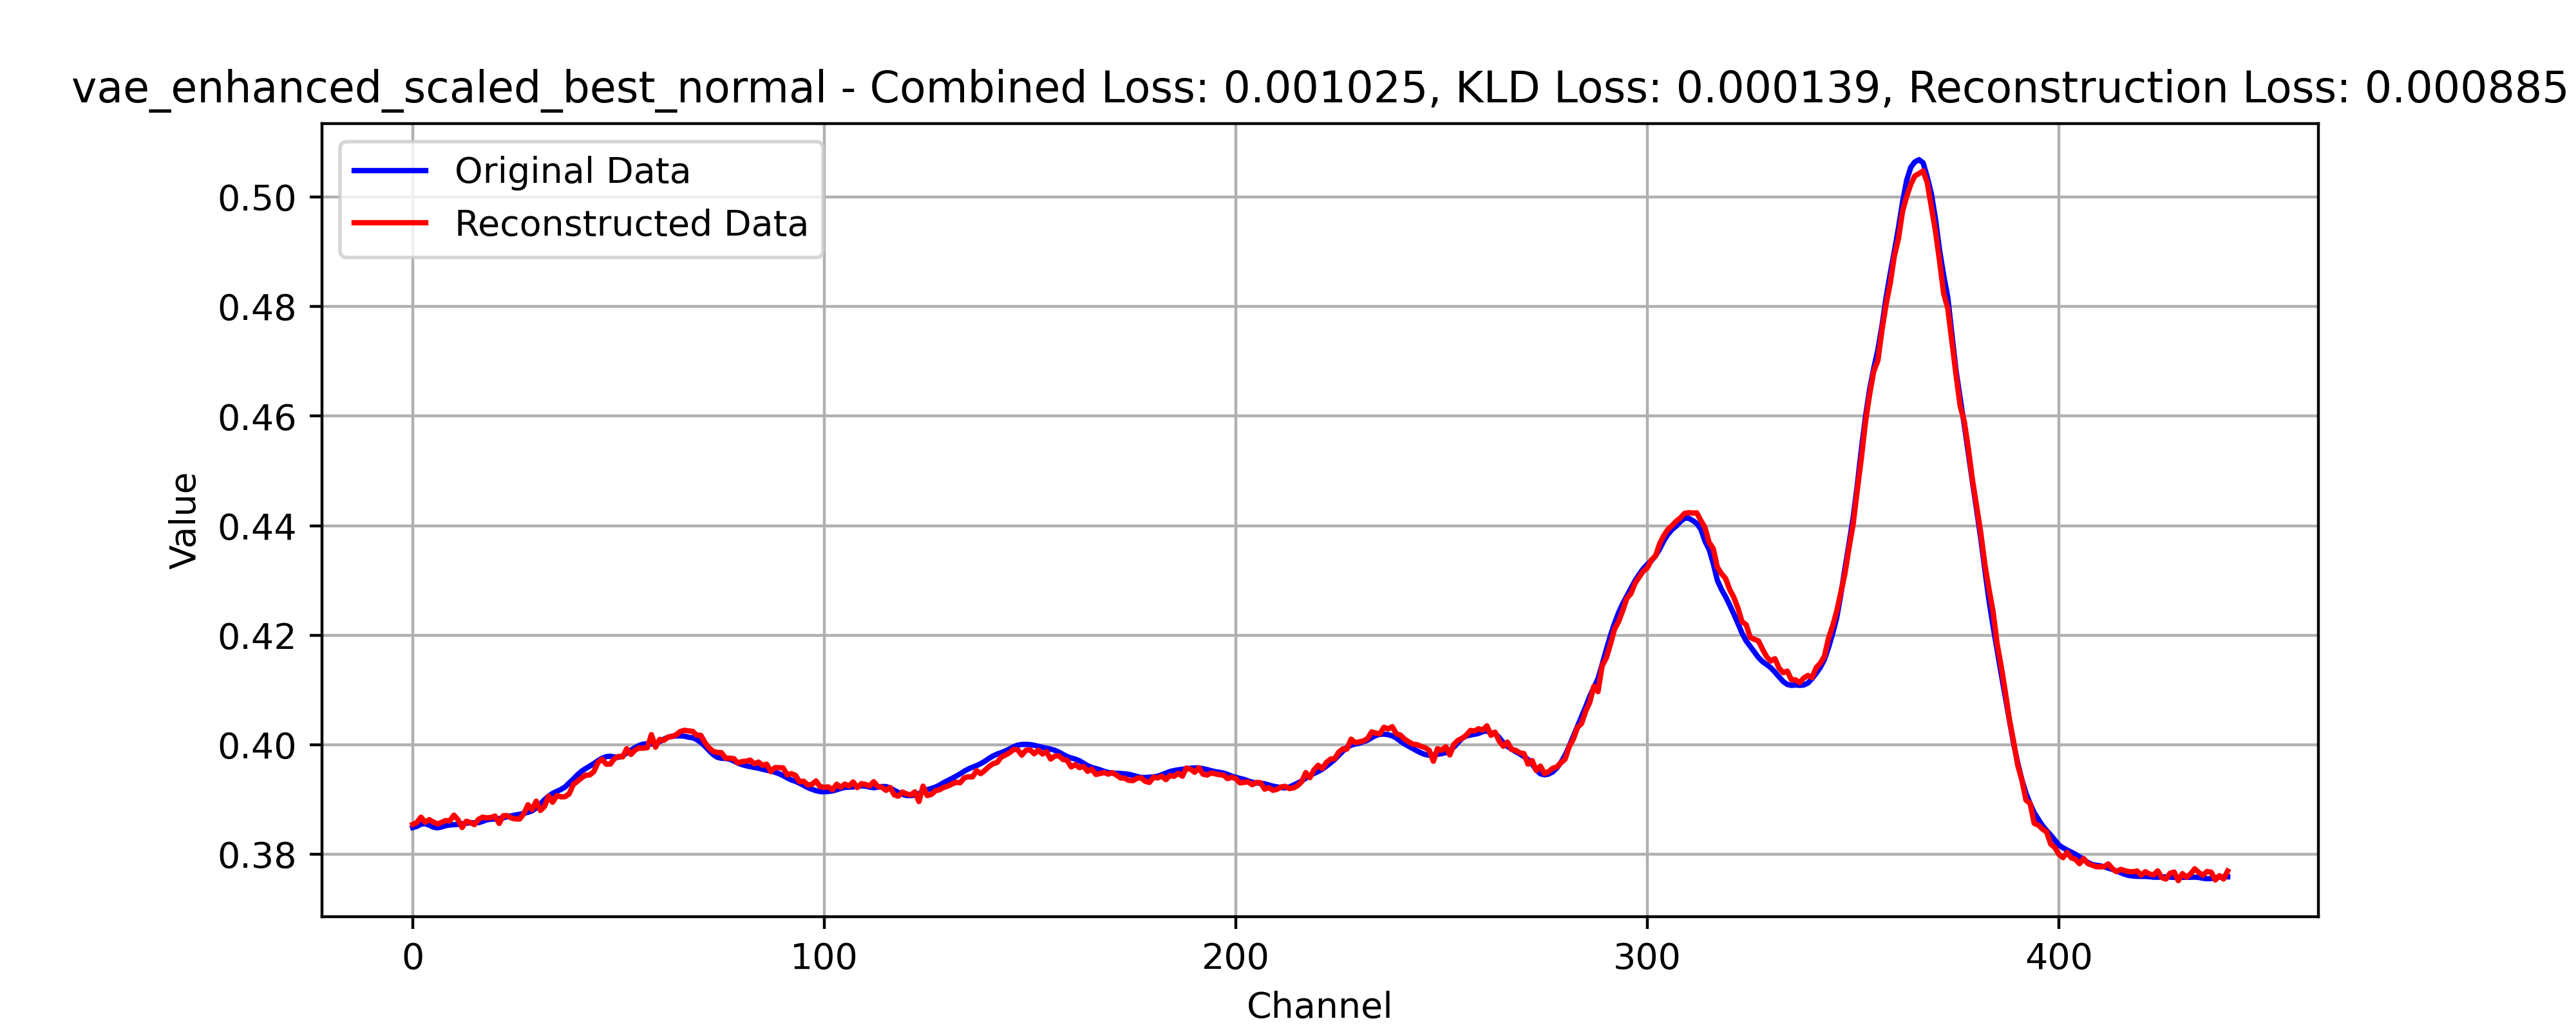 vae_enhanced_scaled_best_normal - Combined Loss: 0.001025, KLD Loss: 0.000139, Reconstruction Loss: 0.000885
Original Data
Reconstructed Data
0.50
0.48
0.46
0.44
0.42
0.40
0.38
Value
0 100 200 300 400
Channel